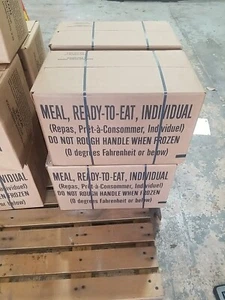 MEAL, READY-TO-EAT, INDIVIDUAL
(Repas, Prêt-à-Consommer, Individuel)
DO NOT ROUGH HANDLE WHEN FROZEN
(0 degrees Fahrenheit or below)
MEAL, READY-TO-EAT, INDIVIDUAL
(Repas, Prêt-à-Consommer, Individuel)
DO NOT ROUGH HANDLE WHEN FROZEN
(0 degrees Fahrenheit or below)